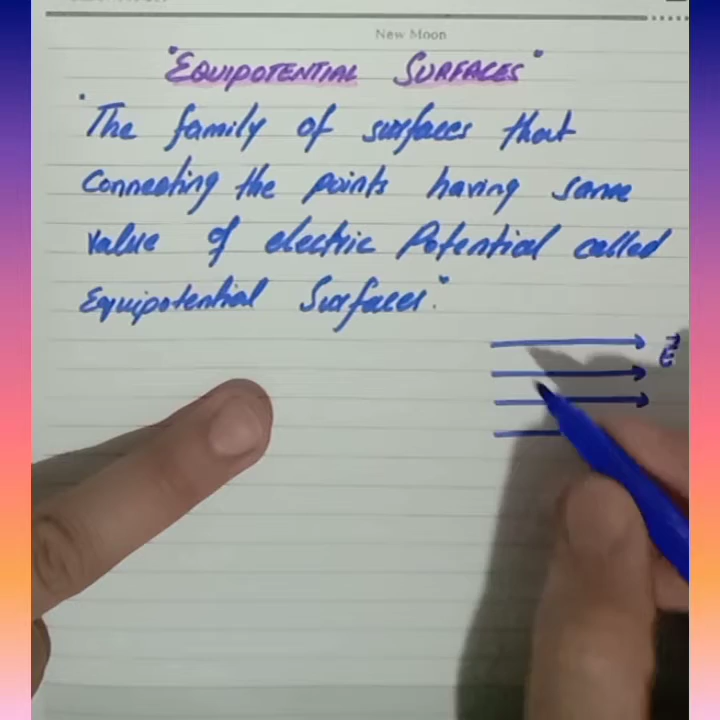 New Moon
"EQUIPOTENTIAL SURFACES"
"The family of surfaces that
Connecting the points having same
value of electric Potential called
Equipotential Surfaces."
E